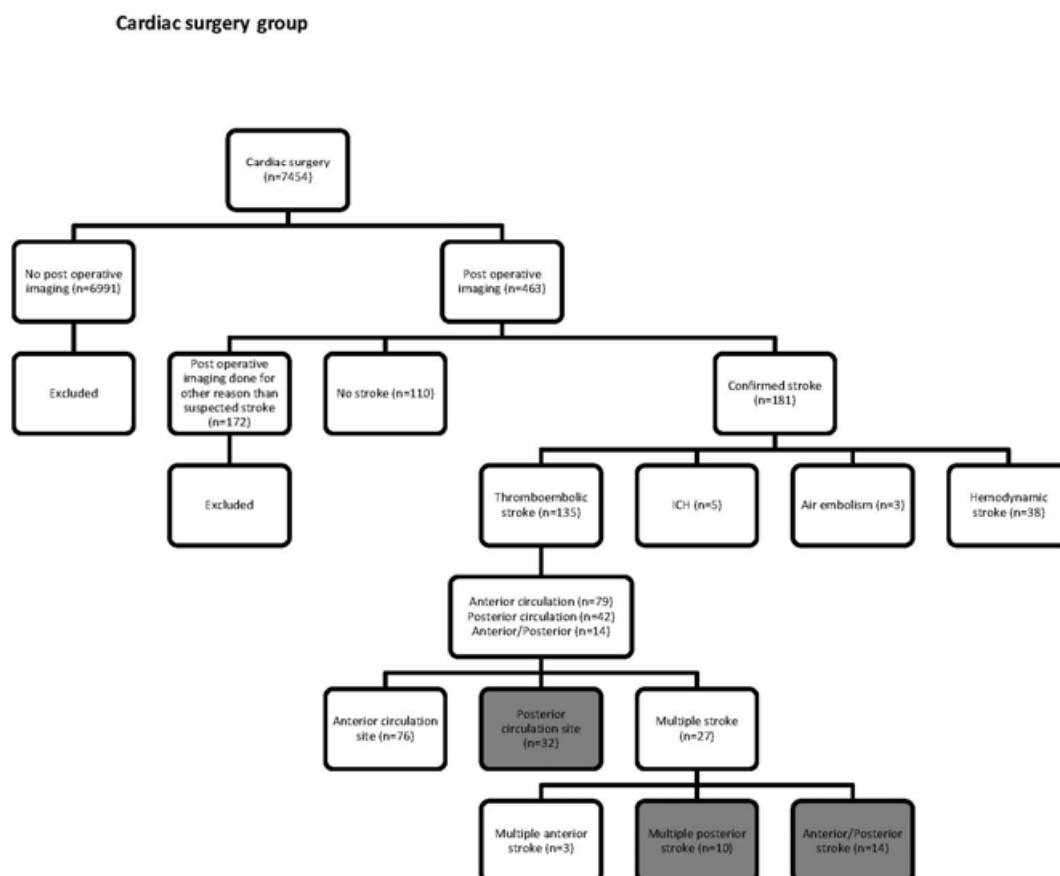 Cardiac surgery group
Cardiac surgery
(n=7454)
No post operative
imaging (n=6991)
Post operative
imaging (n=463)
Excluded
Post operative
imaging done for
other reason than
suspected stroke
(n=172)
No stroke (n=110)
Confirmed stroke
(n=181)
Excluded
Thromboembolic
stroke (n=135)
ICH (n=5)
Air embolism (n=3)
Hemodynamic
stroke (n=38)
Anterior circulation (n=79)
Posterior circulation (n=42)
Anterior/Posterior (n=14)
Anterior circulation
site (n=76)
Posterior
circulation site
(n=32)
Multiple stroke
(n=27)
Multiple anterior
stroke (n=3)
Multiple posterior
stroke (n=10)
Anterior/Posterior
stroke (n=14)